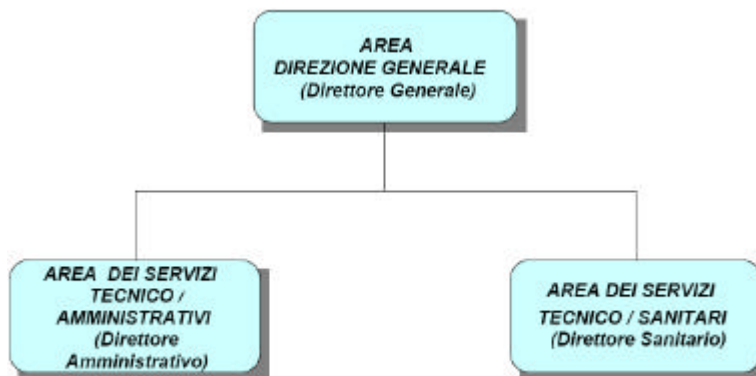 AREA
DIREZIONE GENERALE
(Direttore Generale)
AREA DEI SERVIZI
TECNICO /
AMMINISTRATIVI
(Direttore
Amministrativo)
AREA DEI SERVIZI
TECNICO / SANITARI
(Direttore Sanitario)